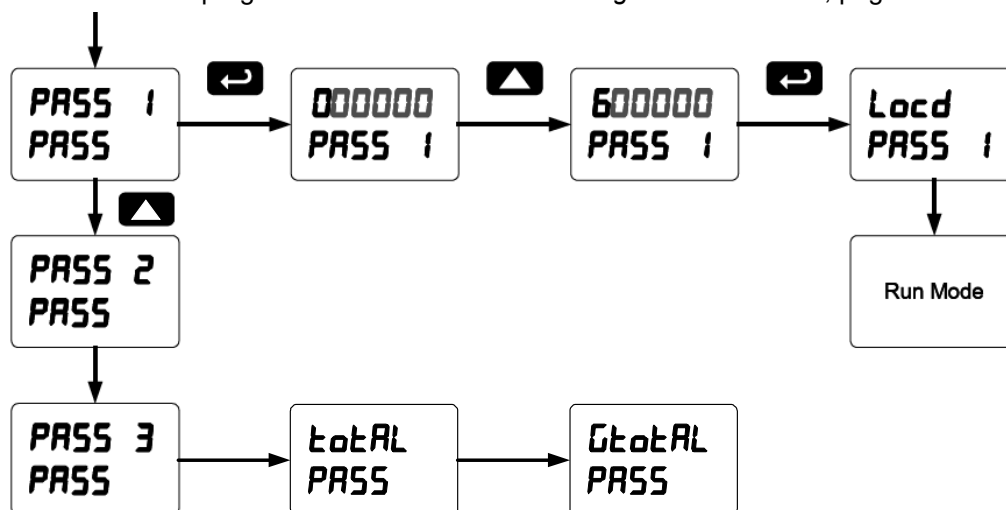 PASS 1
PASS
000000
PASS 1
600000
PASS 1
Locd
PASS 1
PASS 2
PASS
Run Mode
PASS 3
PASS
totAL
PASS
GtotAL
PASS